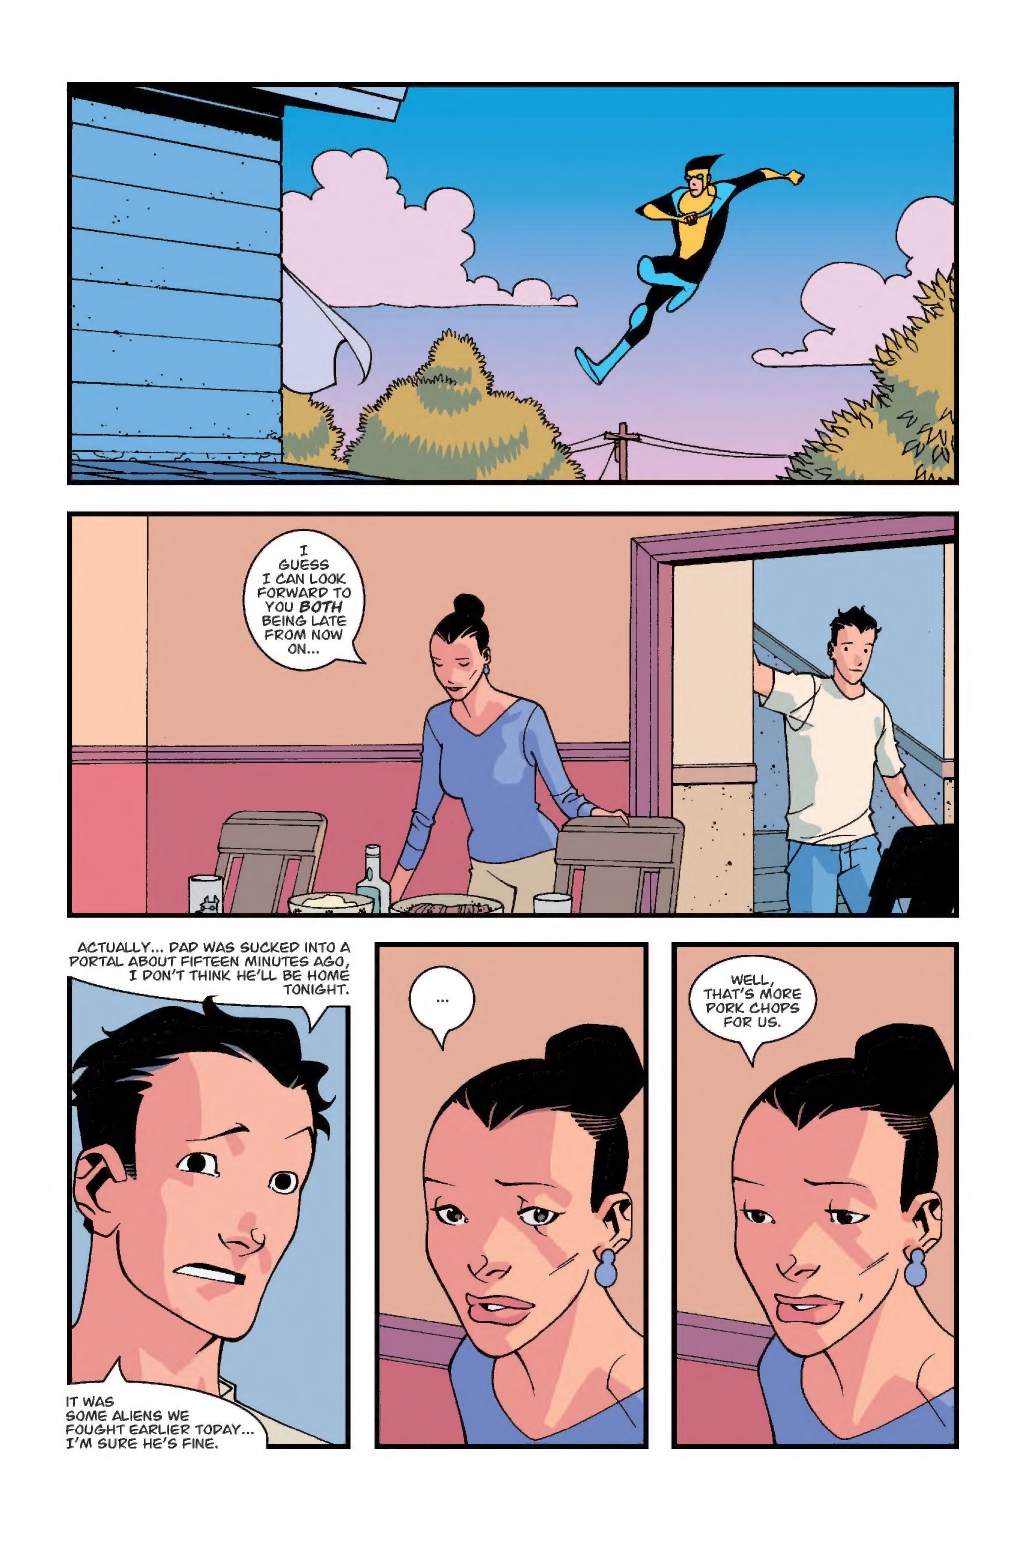 I
GUESS
I CAN LOOK
FORWARD TO
YOU BOTH
BEING LATE
FROM NOW
ON...
ACTUALLY... DAD WAS SUCKED INTO A
PORTAL ABOUT FIFTEEN MINUTES AGO,
I DON'T THINK HE'LL BE HOME
TONIGHT.
IT WAS
SOME ALIENS WE
FOUGHT EARLIER TODAY...
I'M SURE HE'S FINE.
...
WELL,
THAT'S MORE
PORK CHOPS
FOR US.